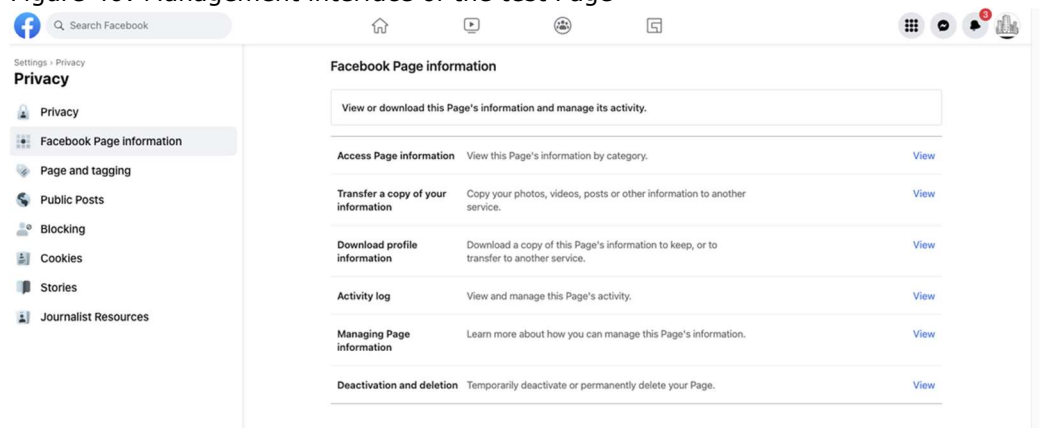 Figure 40: Management interface of the test Page
Search Facebook
3
Settings › Privacy
Privacy
Privacy
Facebook Page information
Page and tagging
Public Posts
Blocking
Cookies
Stories
Journalist Resources
Facebook Page information
View or download this Page's information and manage its activity.
Access Page information View this Page's information by category. View
Transfer a copy of your information Copy your photos, videos, posts or other information to another service. View
Download profile information Download a copy of this Page's information to keep, or to transfer to another service. View
Activity log View and manage this Page's activity. View
Managing Page information Learn more about how you can manage this Page's information. View
Deactivation and deletion Temporarily deactivate or permanently delete your Page. View